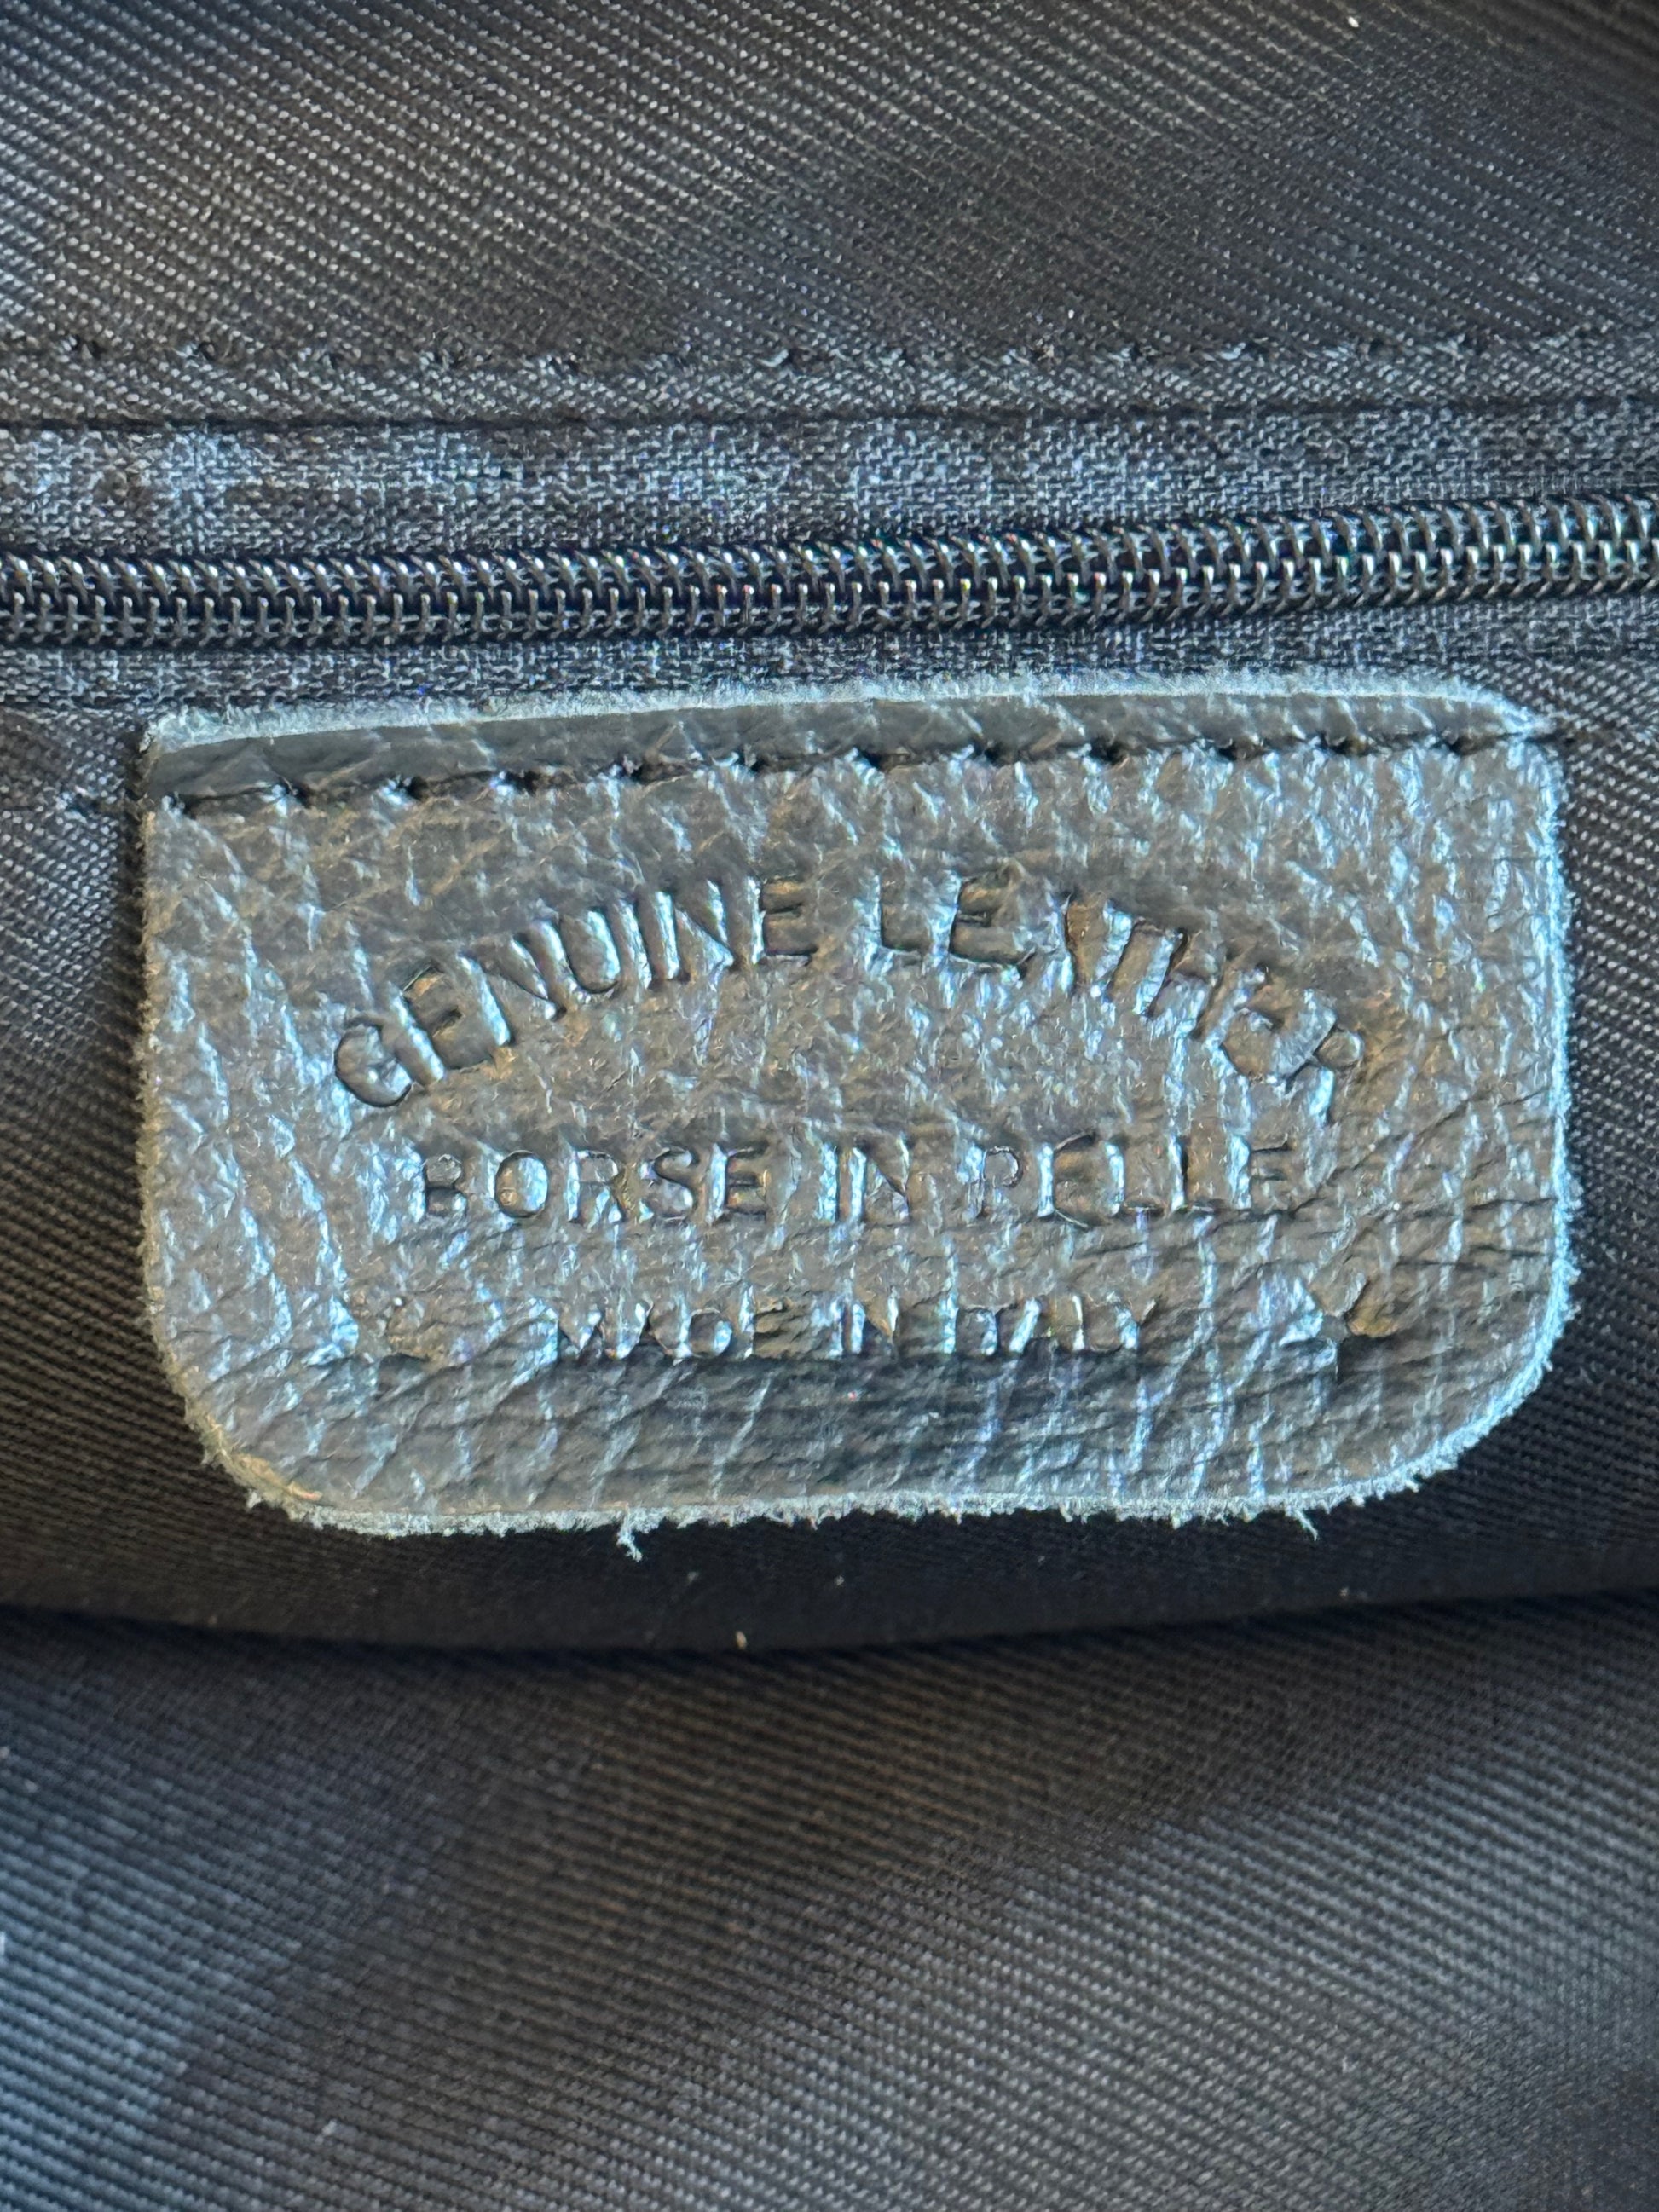 GENUINE LEATHER
BORSE IN PELLE
MADE IN ITALY